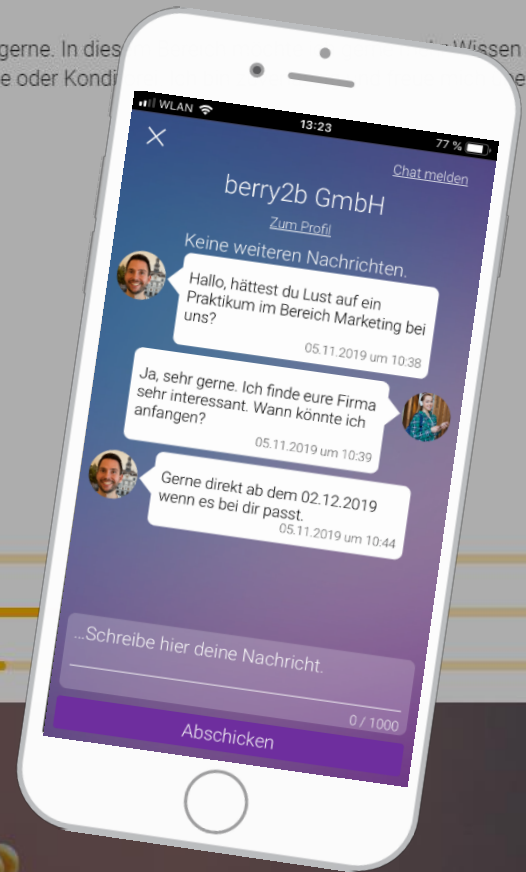 gerne. In dies
Wissen
e oder Kondi
WLAN
13:23
77 %
Chat melden
berry2b GmbH
Zum Profil
Keine weiteren Nachrichten.
Hallo, hättest du Lust auf ein
Praktikum im Bereich Marketing bei
uns?
05.11.2019 um 10:38
Ja, sehr gerne. Ich finde eure Firma
sehr interessant. Wann könnte ich
anfangen?
05.11.2019 um 10:39
Gerne direkt ab dem 02.12.2019
wenn es bei dir passt.
05.11.2019 um 10:44
...Schreibe hier deine Nachricht.
0 / 1000
Abschicken